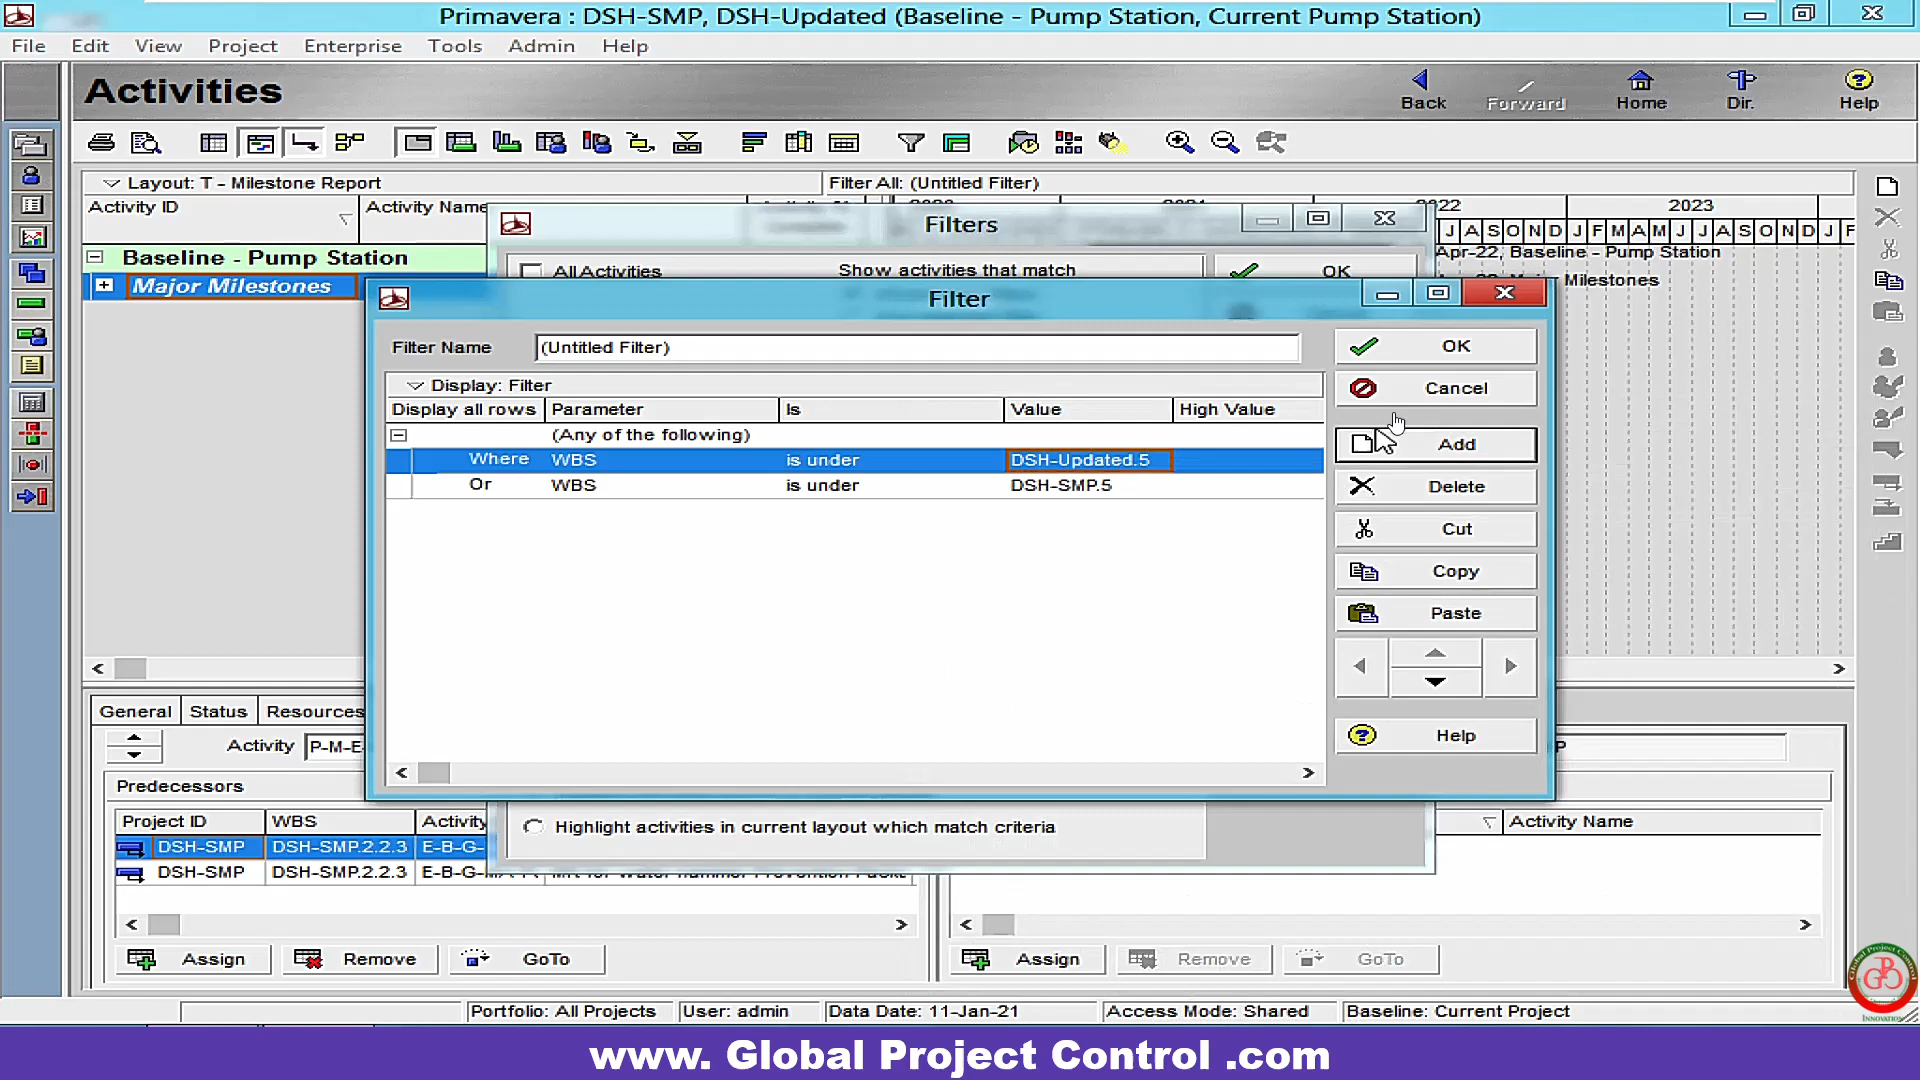 Primavera : DSH-SMP, DSH-Updated (Baseline - Pump Station, Current Pump Station)
File Edit View Project Enterprise Tools Admin Help
Activities
Back Forward Home Dir. Help
Layout: T - Milestone Report Filter All: (Untitled Filter)
Activity ID Activity Name
2022 2023
J A S O N D J F M A M J J A S O N D J F
Baseline - Pump Station
Apr-22, Baseline - Pump Station
Major Milestones
Milestones
Filters
All Activities Show activities that match OK
Filter
Filter Name (Untitled Filter) OK
Display: Filter Cancel
Display all rows Parameter Is Value High Value
(Any of the following) Add
Where WBS is under DSH-Updated.5
Or WBS is under DSH-SMP.5 Delete
Cut
Copy
Paste
Help
General Status Resources
Activity P-M-E-
Predecessors
Project ID WBS Activity
DSH-SMP DSH-SMP.2.2.3 E-B-G-
DSH-SMP DSH-SMP.2.2.3 E-B-G-
Activity Name
Highlight activities in current layout which match criteria
Assign Remove GoTo Assign Remove GoTo
Portfolio: All Projects User: admin Data Date: 11-Jan-21 Access Mode: Shared Baseline: Current Project
Global Project Control
GPC
INNOVATION
www. Global Project Control .com